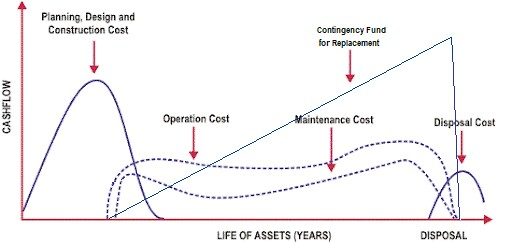 Planning, Design and
Construction Cost
Contingency Fund
for Replacement
Operation Cost
Maintenance Cost
Disposal Cost
CASHFLOW
LIFE OF ASSETS (YEARS)
DISPOSAL